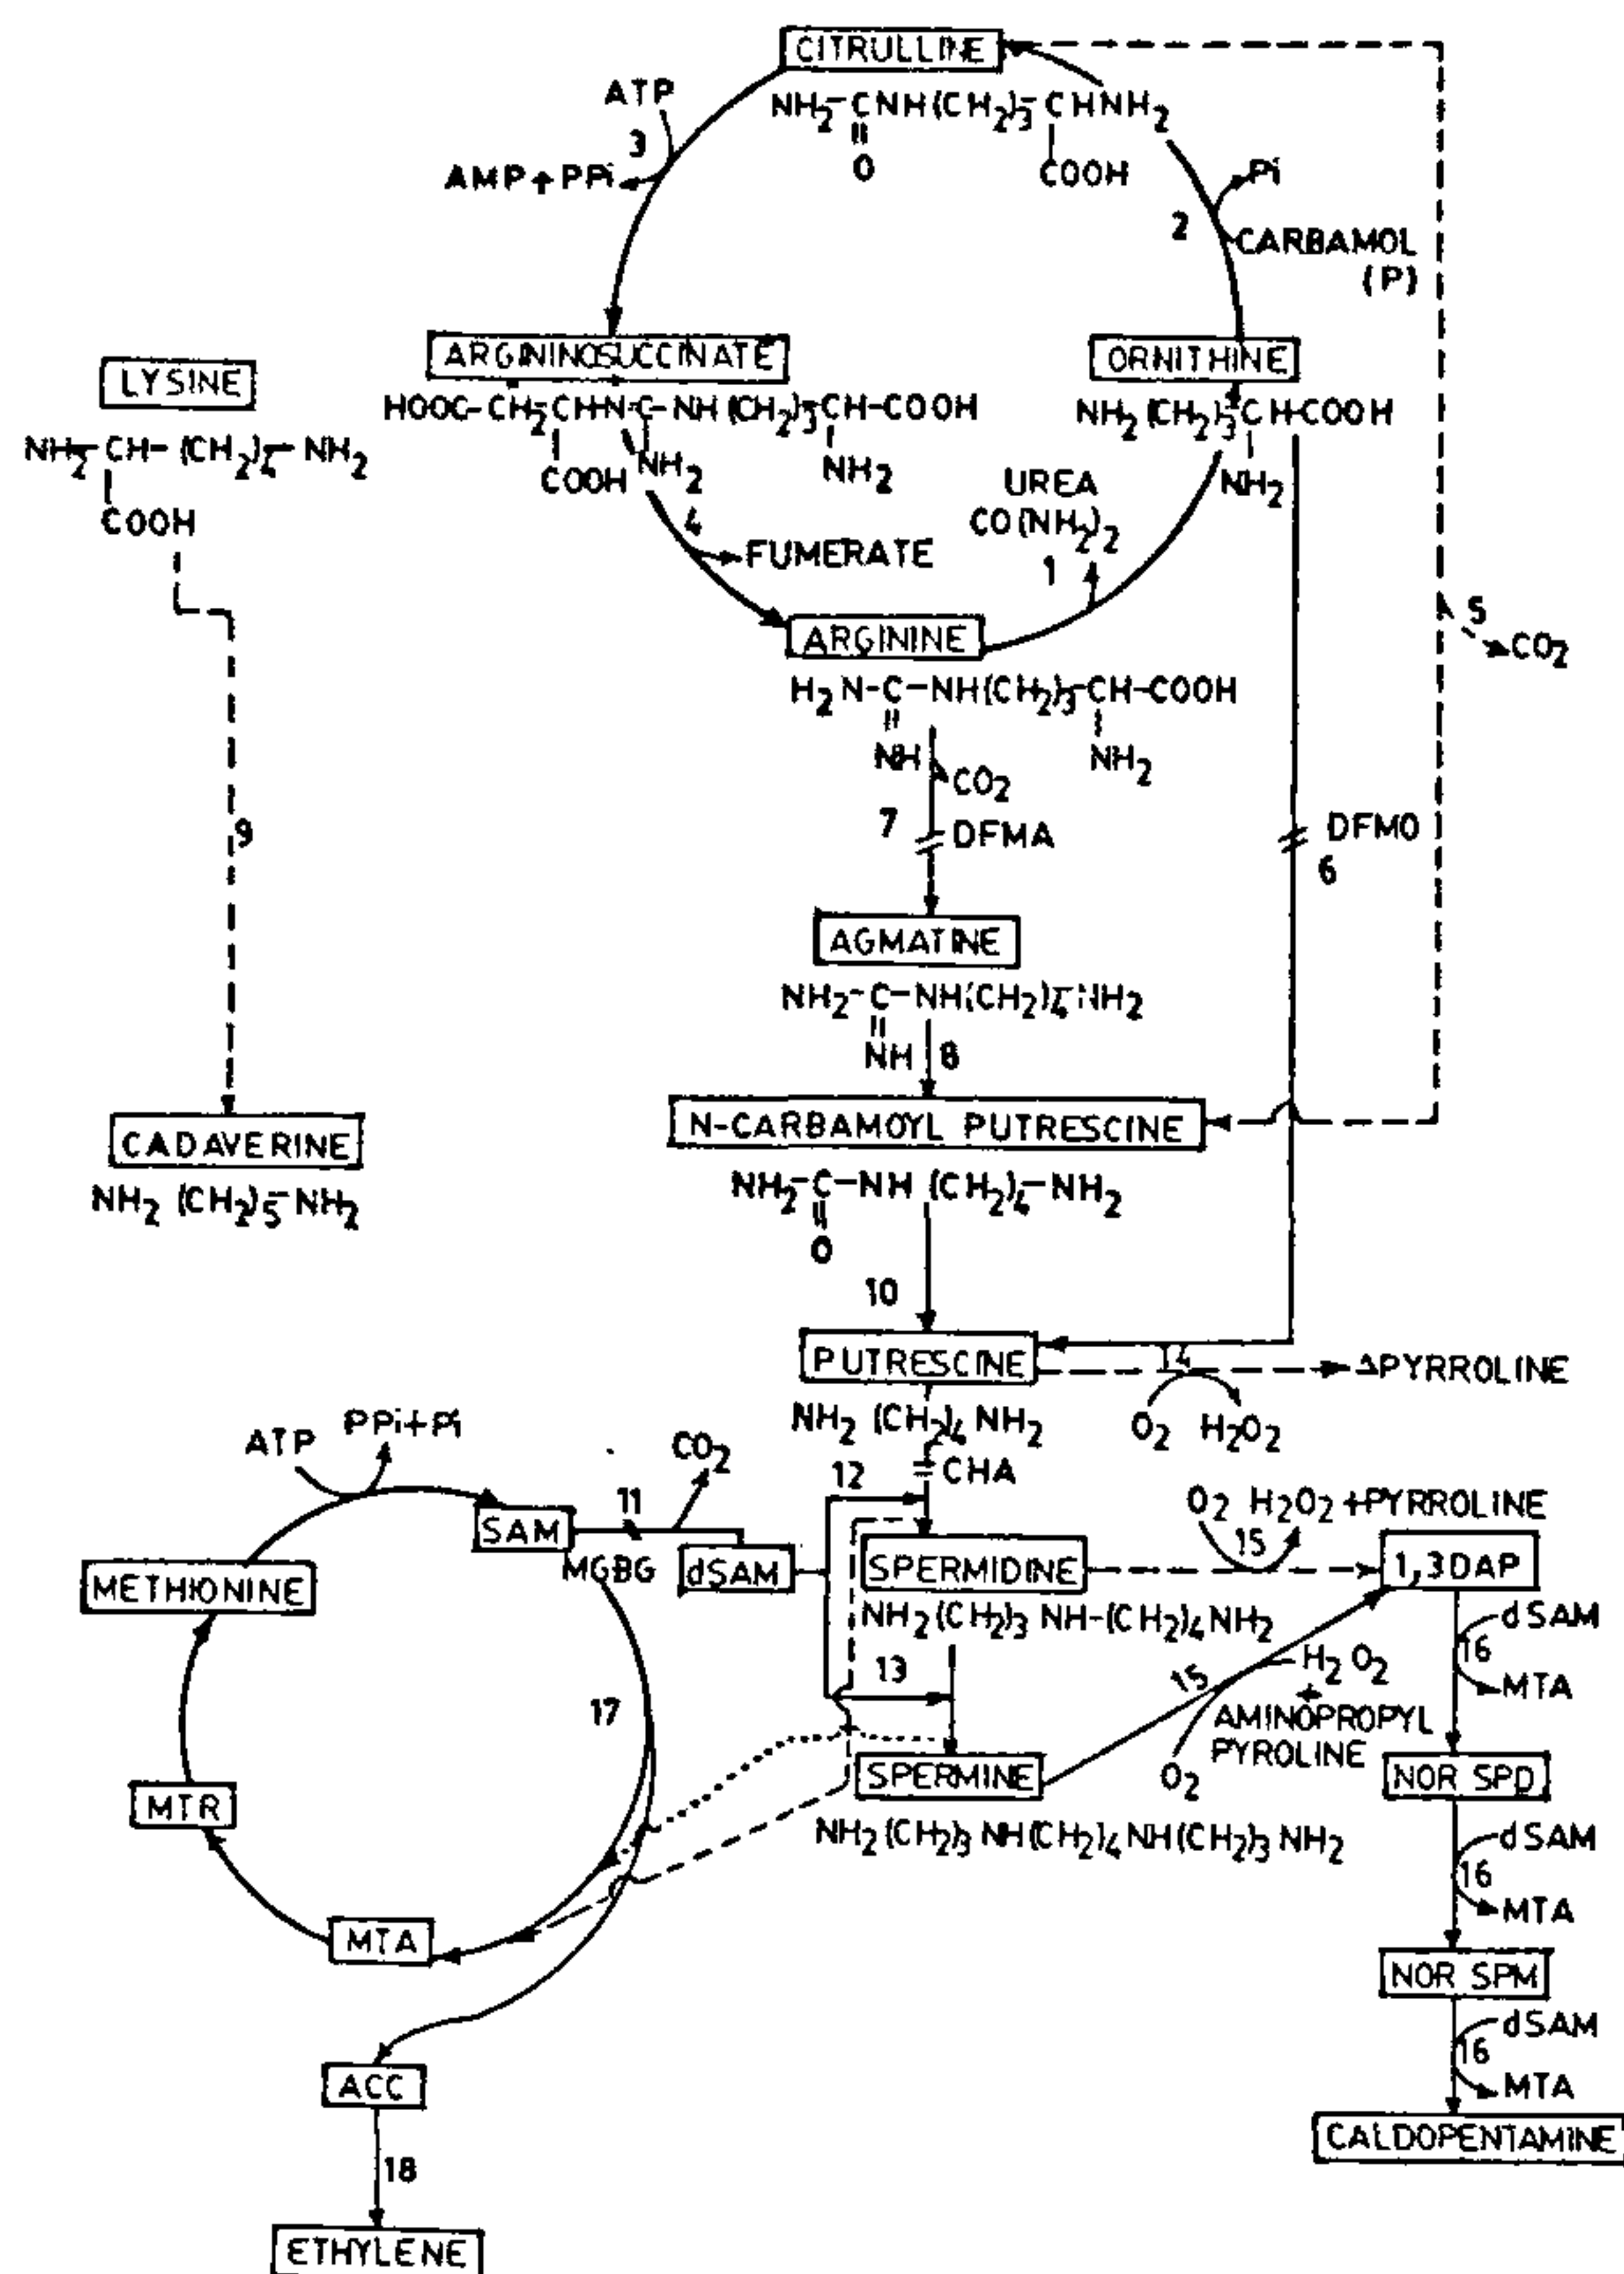 CITRULLINE
NH2-CNH(CH2)3-CHNH2
O
COOH
ATP
3
AMP+PPi
Pi
2
CARBAMOL
(P)
ARGININOSUCCINATE
HOOC-CH2-CHN-C-NH(CH2)3-CH-COOH
COOH
NH2
NH2
ORNITHINE
NH2(CH2)3-CH-COOH
NH2
LYSINE
NH2-CH-(CH2)4-NH2
COOH
UREA
CO(NH2)2
4
FUMERATE
1
ARGININE
H2N-C-NH(CH2)3-CH-COOH
NH
NH2
5
CO2
CO2
7
DFMA
DFMO
6
9
AGMATINE
NH2-C-NH(CH2)4-NH2
NH
8
CADAVERINE
NH2(CH2)5-NH2
N-CARBAMOYL PUTRESCINE
NH2-C-NH(CH2)4-NH2
O
10
PUTRESCINE
14
ΔPYRROLINE
NH2(CH2)4NH2
O2 H2O2
ATP
PPi+Pi
CO2
12
CHA
11
SAM
MGBG
dSAM
SPERMIDINE
NH2(CH2)3NH-(CH2)4NH2
O2 H2O2+PYRROLINE
15
1,3DAP
METHIONINE
dSAM
16
MTA
13
15
H2O2
+
AMINOPROPYL
PYROLINE
O2
17
MTR
SPERMINE
NH2(CH2)3NH(CH2)4NH(CH2)3NH2
NOR SPD
dSAM
16
MTA
MTA
NOR SPM
dSAM
16
MTA
ACC
CALDOPENTAMINE
18
ETHYLENE